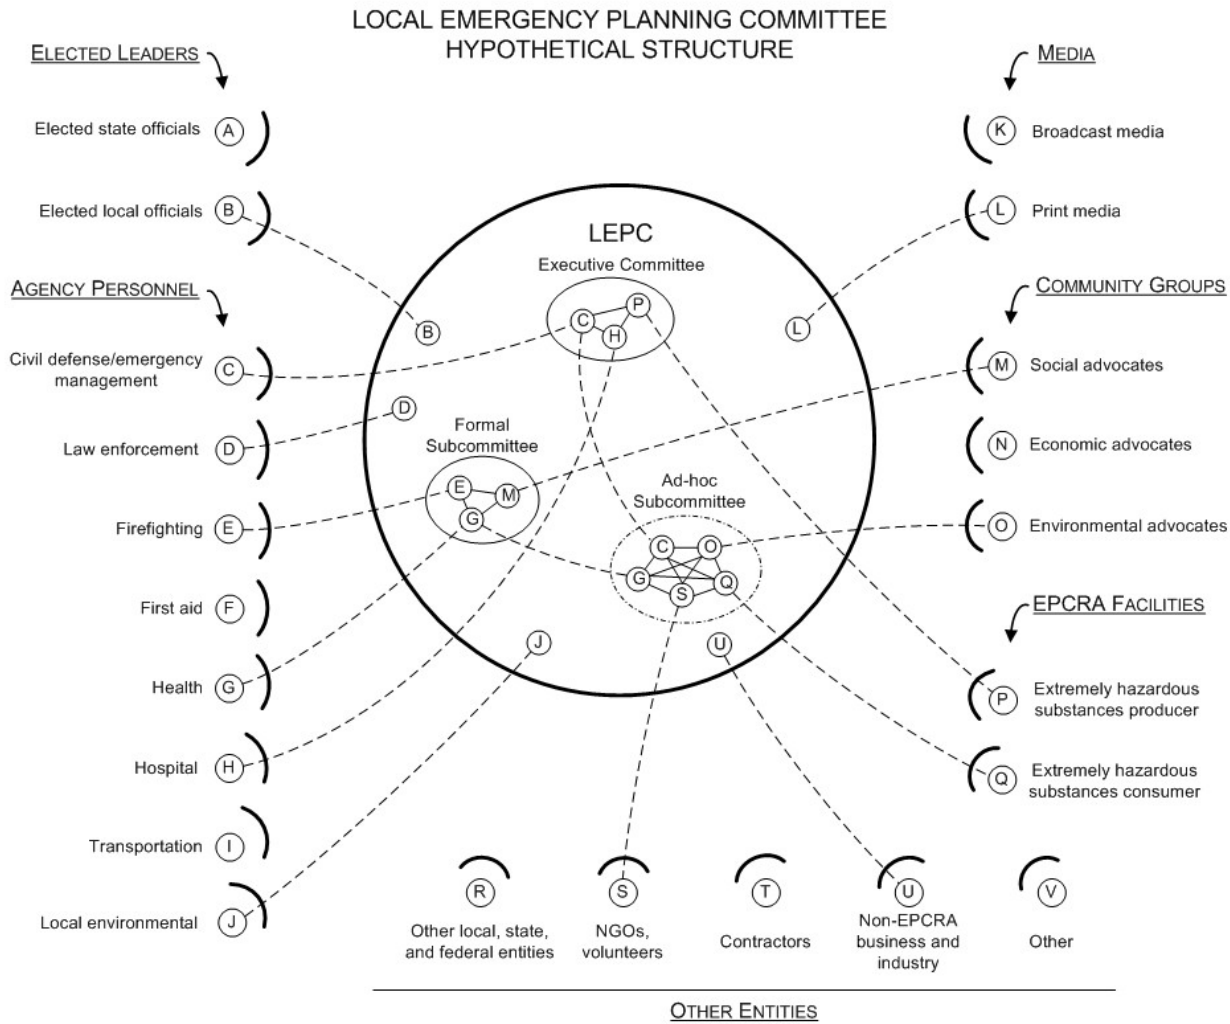 LOCAL EMERGENCY PLANNING COMMITTEE
HYPOTHETICAL STRUCTURE
ELECTED LEADERS
Elected state officials A
Elected local officials B
AGENCY PERSONNEL
Civil defense/emergency
management
C
Law enforcement D
Firefighting E
First aid F
Health G
Hospital H
Transportation I
Local environmental J
LEPC
Executive Committee
P
C
H
B
L
D
Formal
Subcommittee
E
M
G
Ad-hoc
Subcommittee
C O
G Q
S
J
U
MEDIA
K Broadcast media
L Print media
COMMUNITY GROUPS
M Social advocates
N Economic advocates
O Environmental advocates
EPCRA FACILITIES
P
Extremely hazardous
substances producer
Q
Extremely hazardous
substances consumer
R
Other local, state,
and federal entities
S
NGOs,
volunteers
T
Contractors
U
Non-EPCRA
business and
industry
V
Other
OTHER ENTITIES